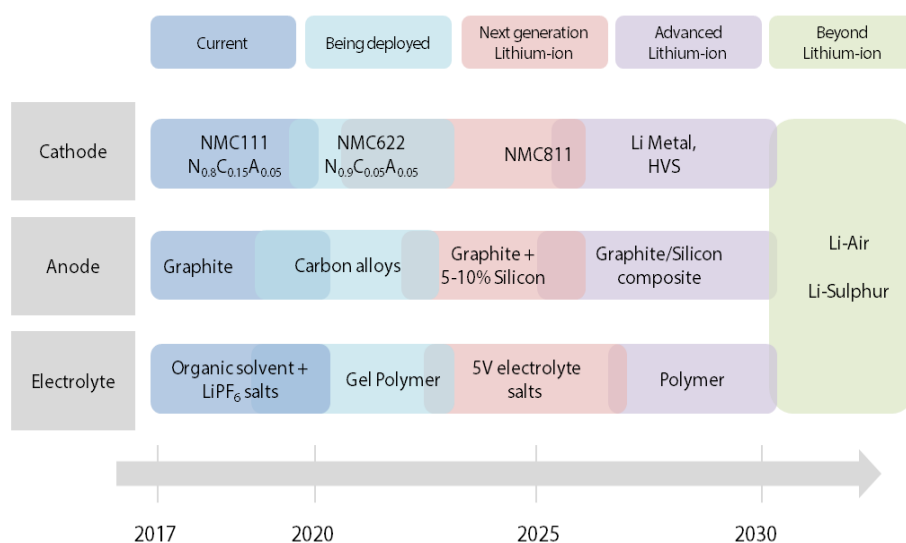 Current
Being deployed
Next generation
Lithium-ion
Advanced
Lithium-ion
Beyond
Lithium-ion
Cathode
NMC111
N₀.₈C₀.₁₅A₀.₀₅
NMC622
N₀.₉C₀.₀₅A₀.₀₅
NMC811
Li Metal,
HVS
Anode
Graphite
Carbon alloys
Graphite +
5-10% Silicon
Graphite/Silicon
composite
Li-Air
Li-Sulphur
Electrolyte
Organic solvent +
LiPF₆ salts
Gel Polymer
5V electrolyte
salts
Polymer
2017
2020
2025
2030